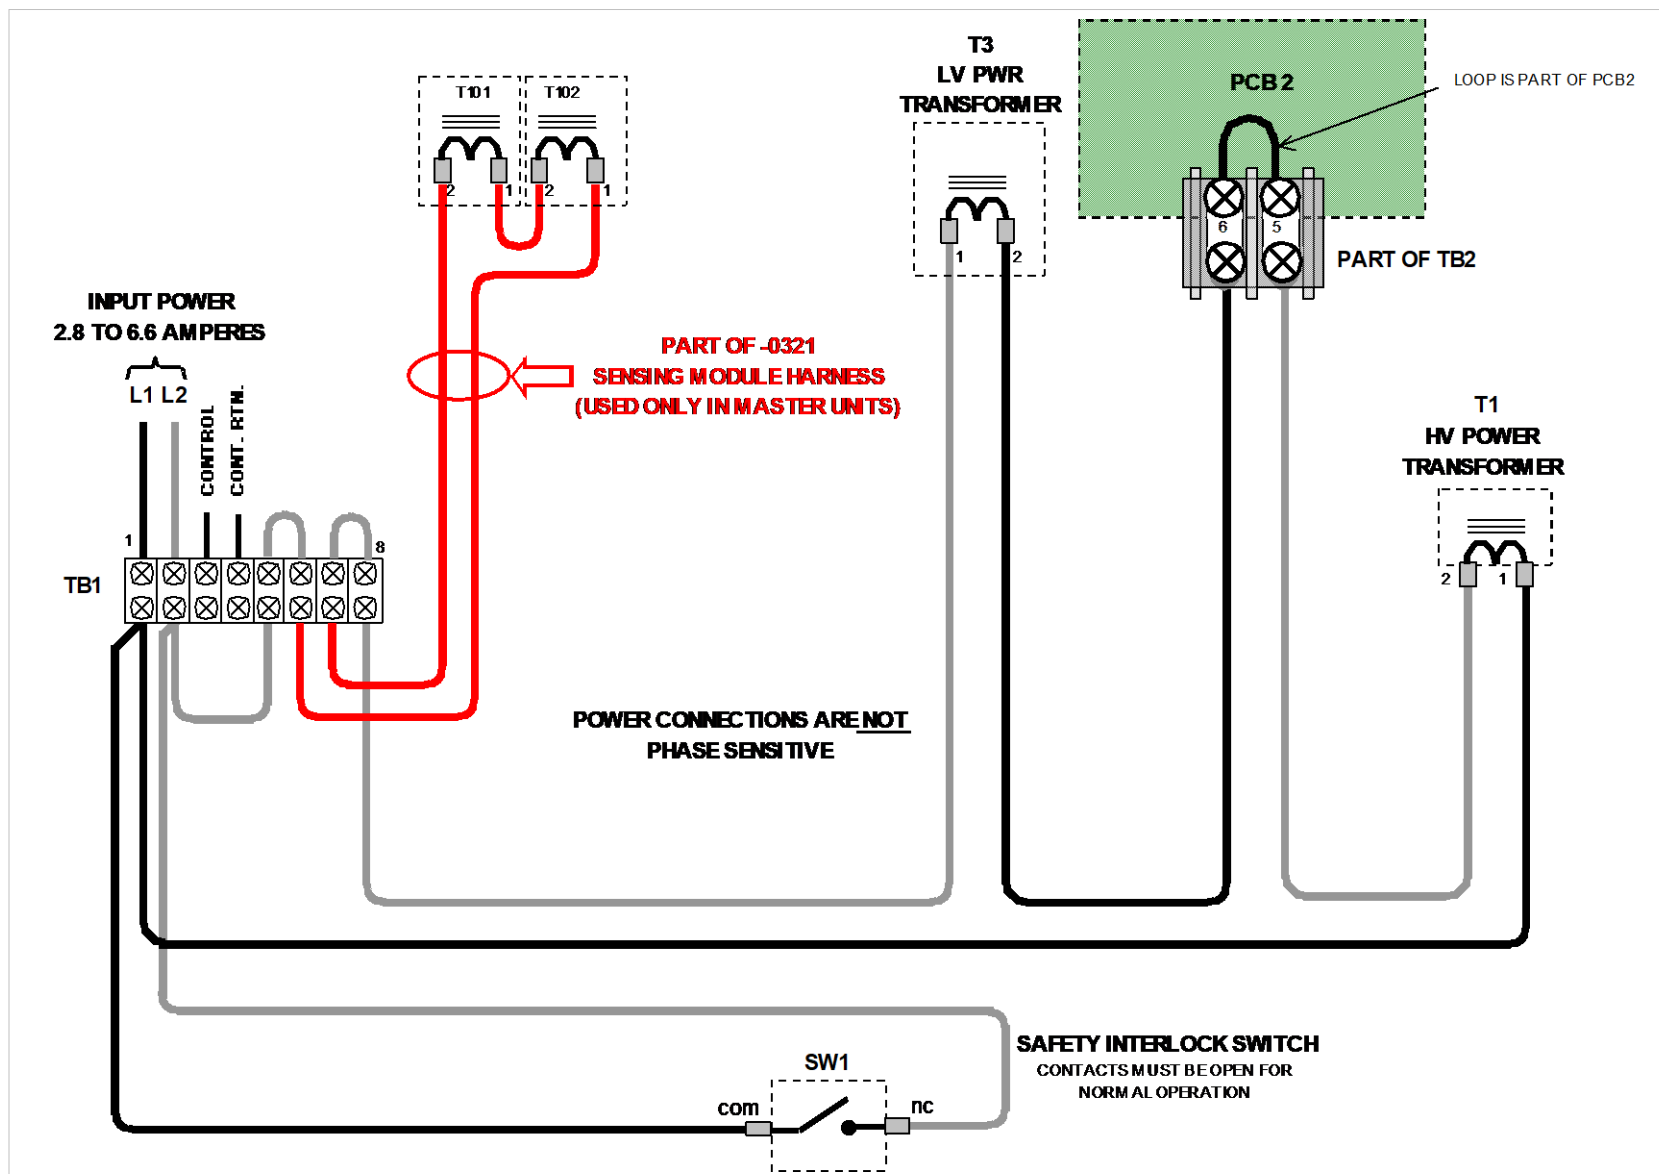 T3
LV PWR
TRANSFORMER
PCB 2
LOOP IS PART OF PCB2
T101
T102
2
1
2
1
6
5
1
2
PART OF TB2
INPUT POWER
2.8 TO 6.6 AMPERES
L1 L2
CONTROL
CONT. RTN.
PART OF -0321
SENSING MODULE HARNESS
(USED ONLY IN MASTER UNITS)
T1
HV POWER
TRANSFORMER
1
8
TB1
2
1
POWER CONNECTIONS ARE NOT
PHASE SENSITIVE
SAFETY INTERLOCK SWITCH
CONTACTS MUST BE OPEN FOR
NORMAL OPERATION
SW1
com
nc